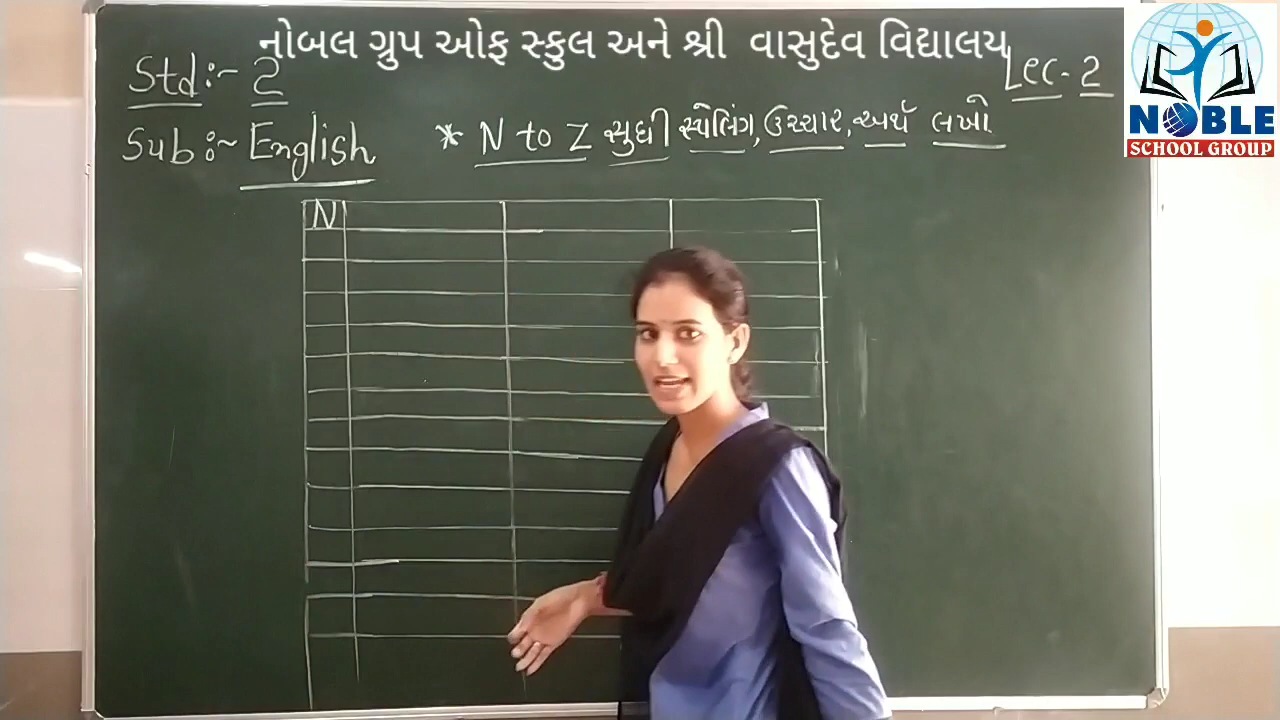 નોબલ ગ્રુપ ઓફ સ્કુલ અને શ્રી વાસુદેવ વિદ્યાલય
Std:- 2
Lec- 2
Sub:- English
* N to Z સુધી સ્પેલિંગ, ઉચ્ચાર, અર્થ લખો
N
NOBLE
SCHOOL GROUP